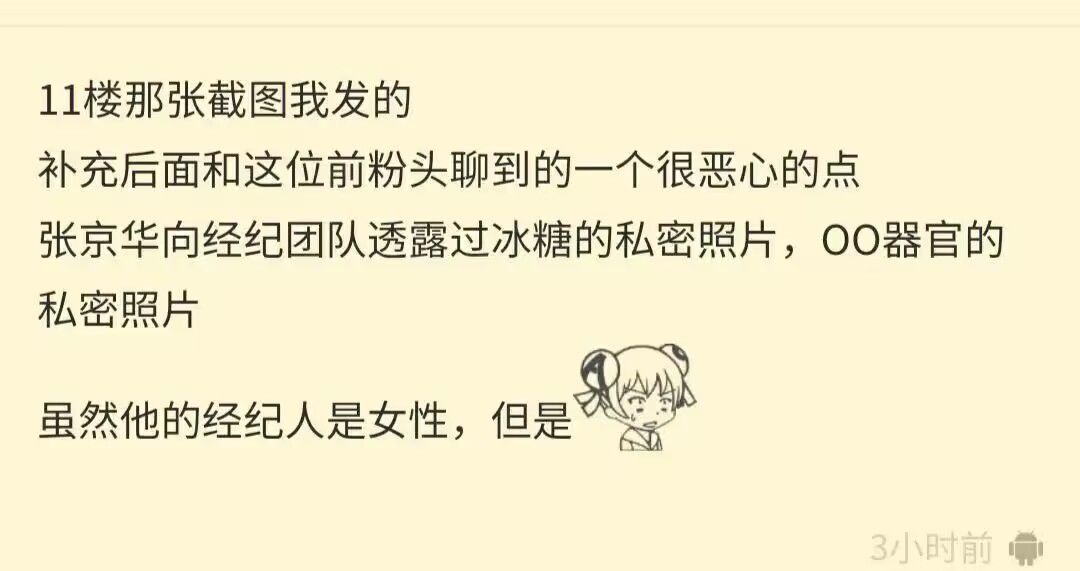 11楼那张截图我发的
补充后面和这位前粉头聊到的一个很恶心的点
张京华向经纪团队透露过冰糖的私密照片，OO器官的
私密照片
虽然他的经纪人是女性，但是
3小时前